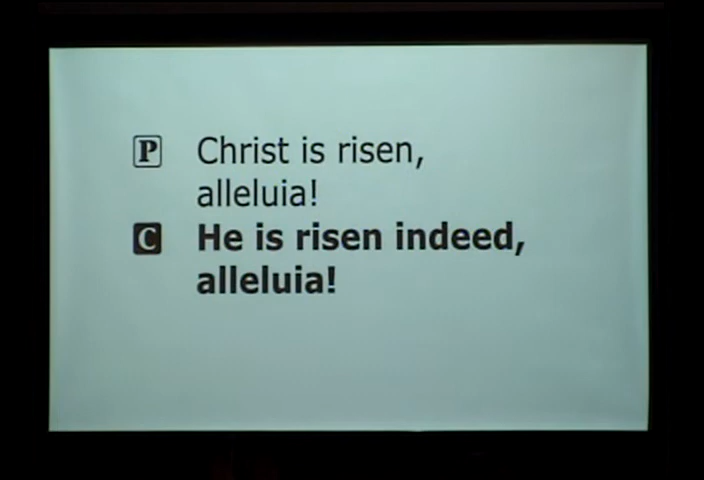 P Christ is risen,
alleluia!
C He is risen indeed,
alleluia!